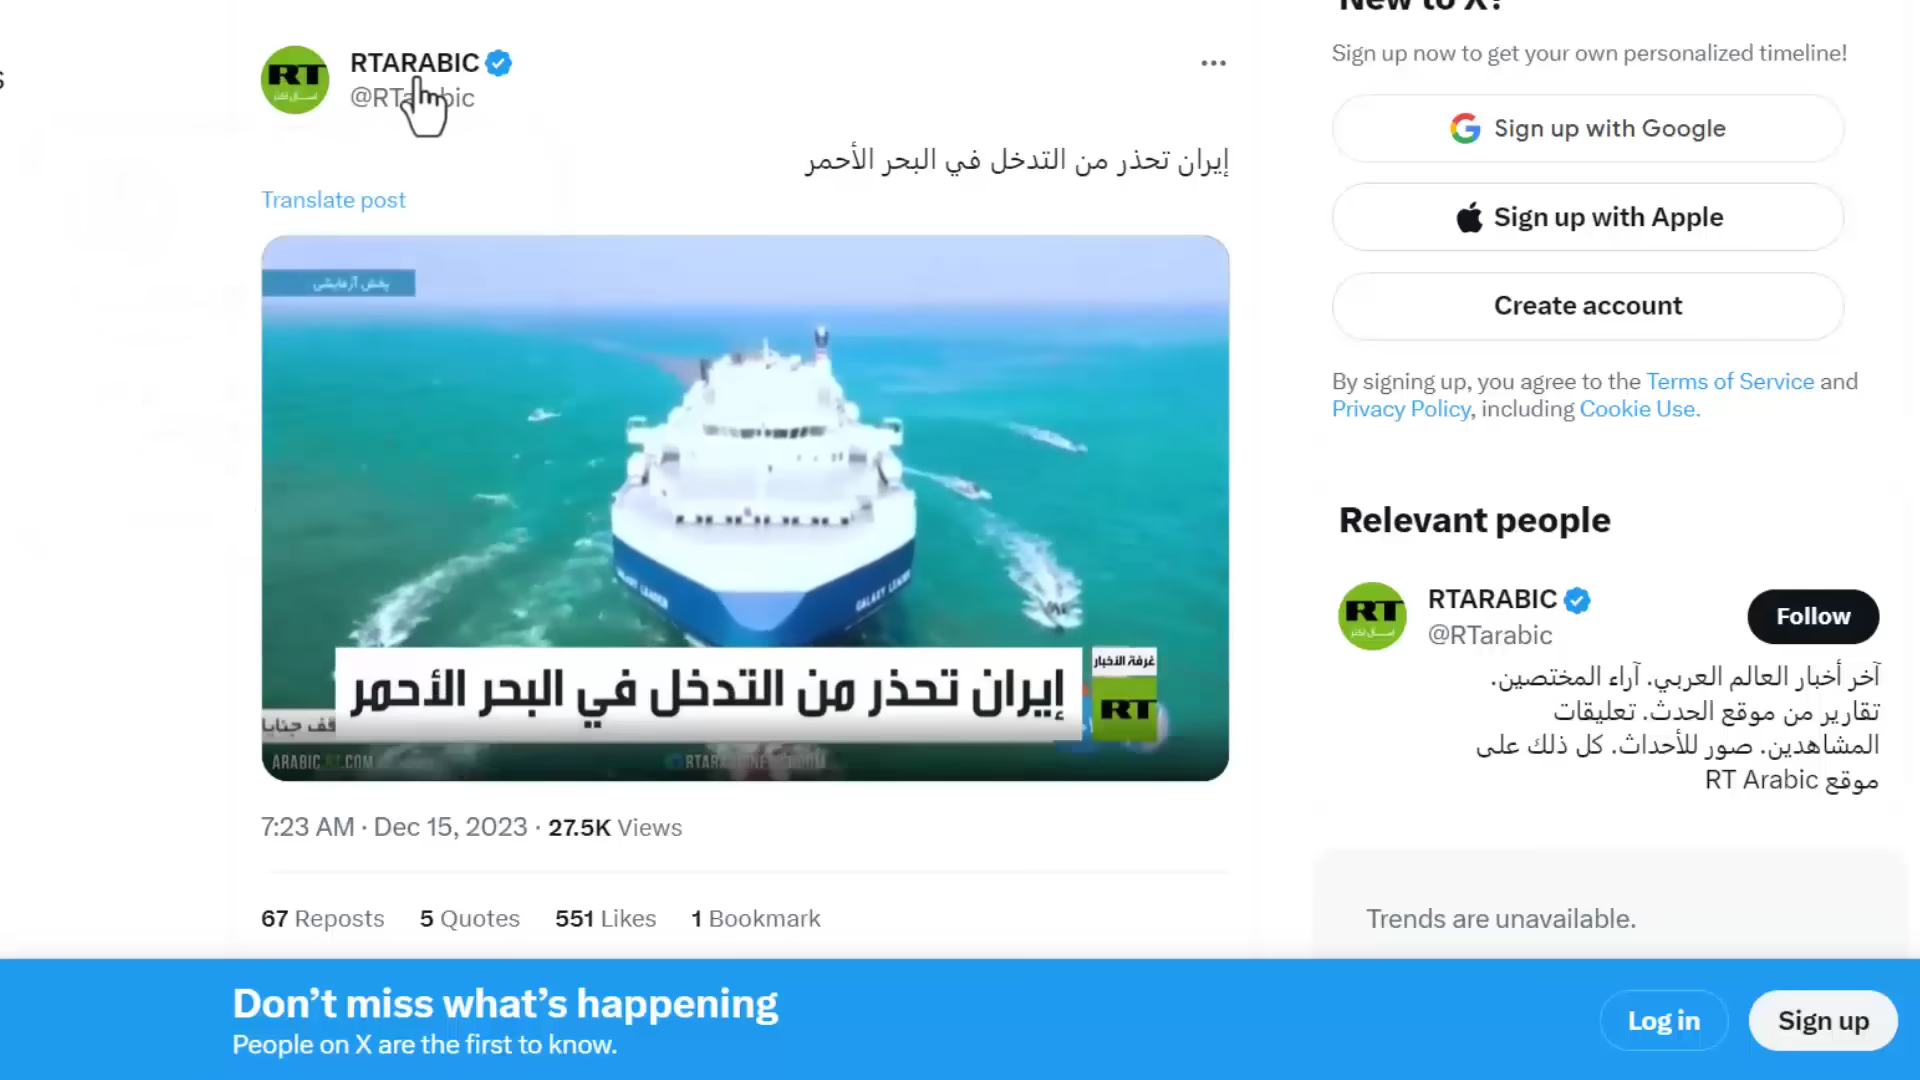 New to X?
RTARABIC
@RTarabic
إيران تحذر من التدخل في البحر الأحمر
Translate post
پخش آزمایشی
GALAXY LEADER
GALAXY LEADER
إيران تحذر من التدخل في البحر الأحمر
غرفة الأخبار
RT
ARABIC.RT.COM
7:23 AM · Dec 15, 2023 · 27.5K Views
67 Reposts 5 Quotes 551 Likes 1 Bookmark
Sign up now to get your own personalized timeline!
Sign up with Google
Sign up with Apple
Create account
By signing up, you agree to the Terms of Service and
Privacy Policy, including Cookie Use.
Relevant people
RT
RTARABIC
@RTarabic
Follow
آخر أخبار العالم العربي. آراء المختصين.
تقارير من موقع الحدث. تعليقات
المشاهدين. صور للأحداث. كل ذلك على
موقع RT Arabic
Trends are unavailable.
Don’t miss what’s happening
People on X are the first to know.
Log in
Sign up